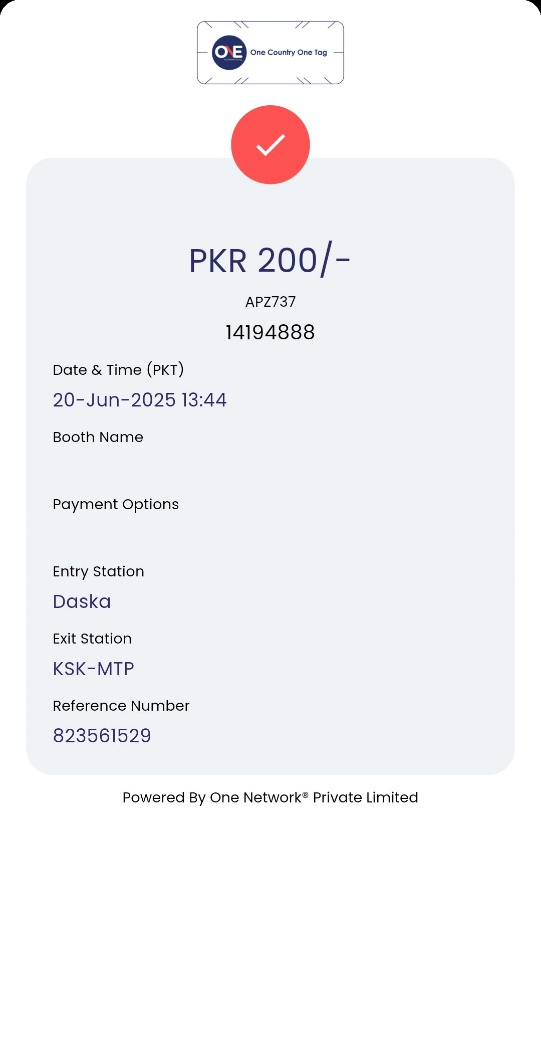 ONE One Country One Tag
PKR 200/-
APZ737
14194888
Date & Time (PKT)
20-Jun-2025 13:44
Booth Name
Payment Options
Entry Station
Daska
Exit Station
KSK-MTP
Reference Number
823561529
Powered By One Network® Private Limited